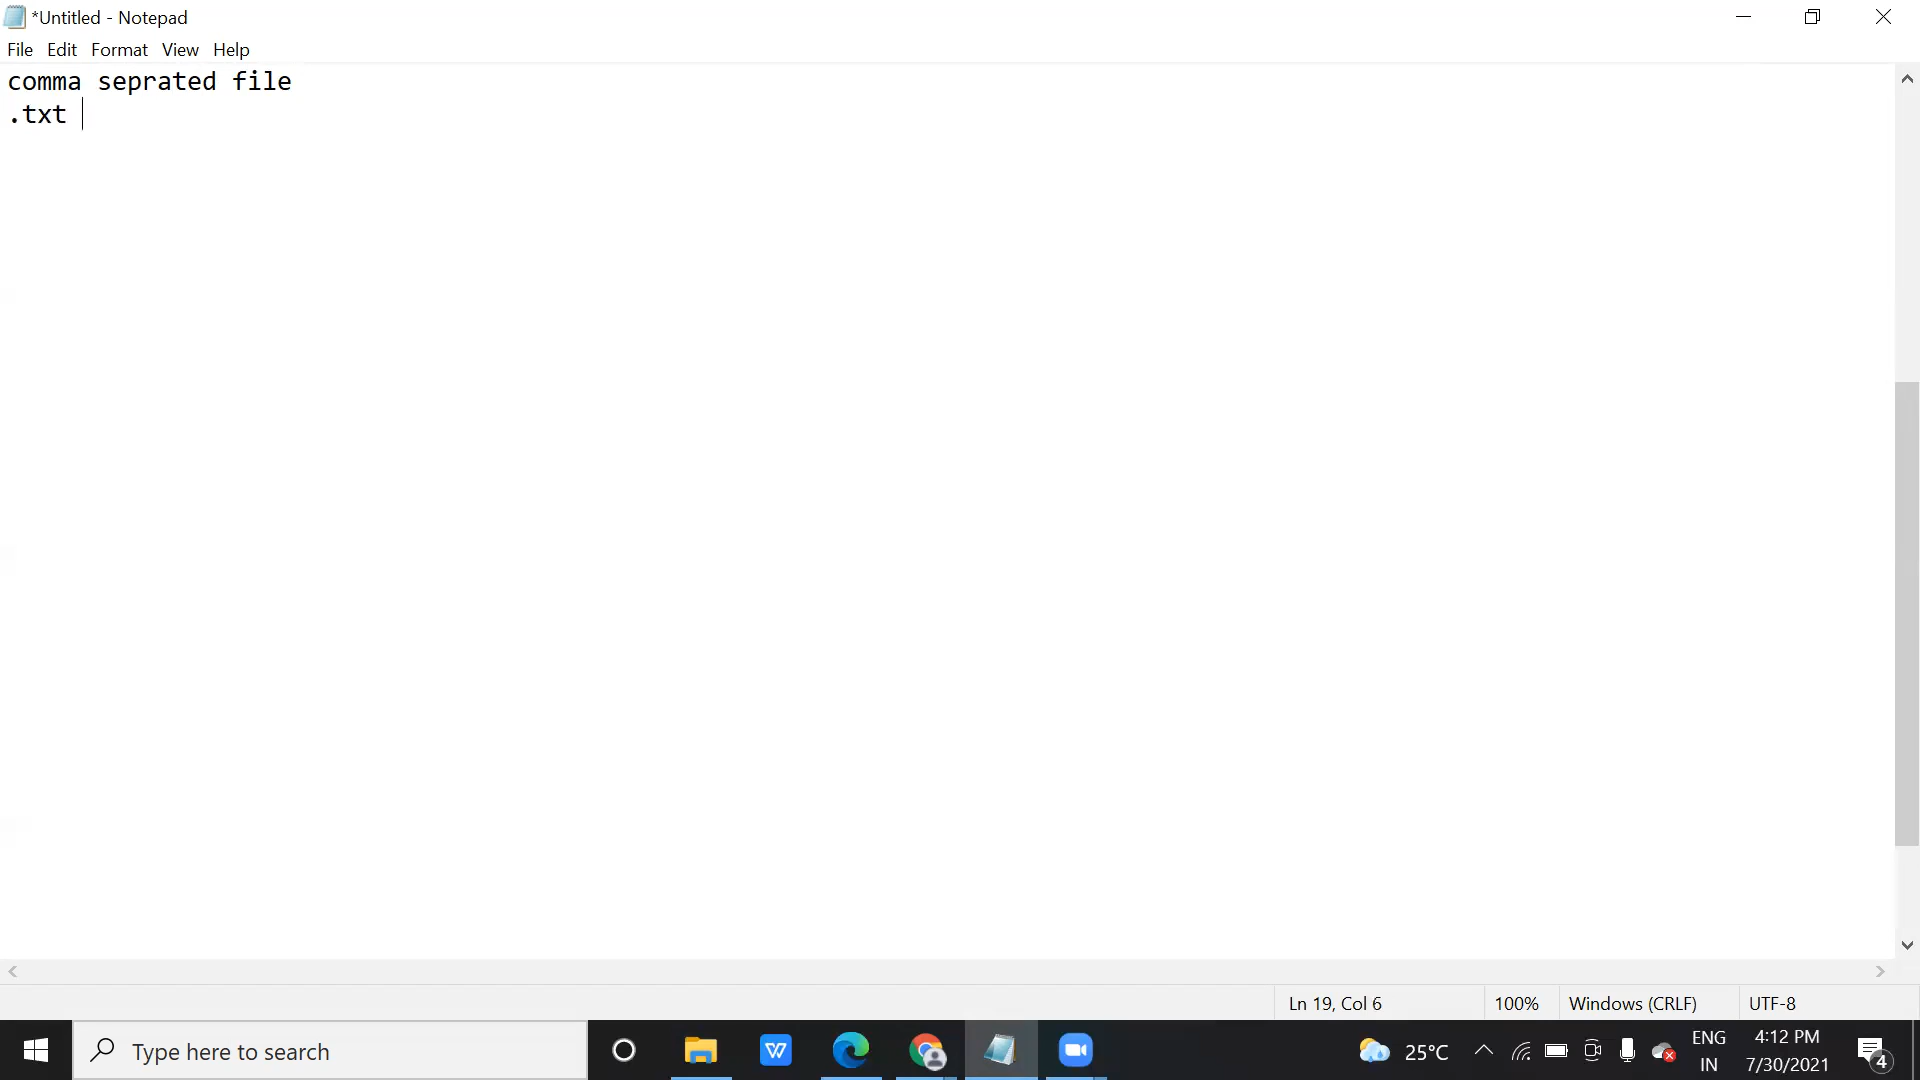 *Untitled - Notepad
File Edit Format View Help
comma seprated file
.txt
Ln 19, Col 6
100%
Windows (CRLF)
UTF-8
Type here to search
W
25°C
ENG
IN
4:12 PM
7/30/2021
4